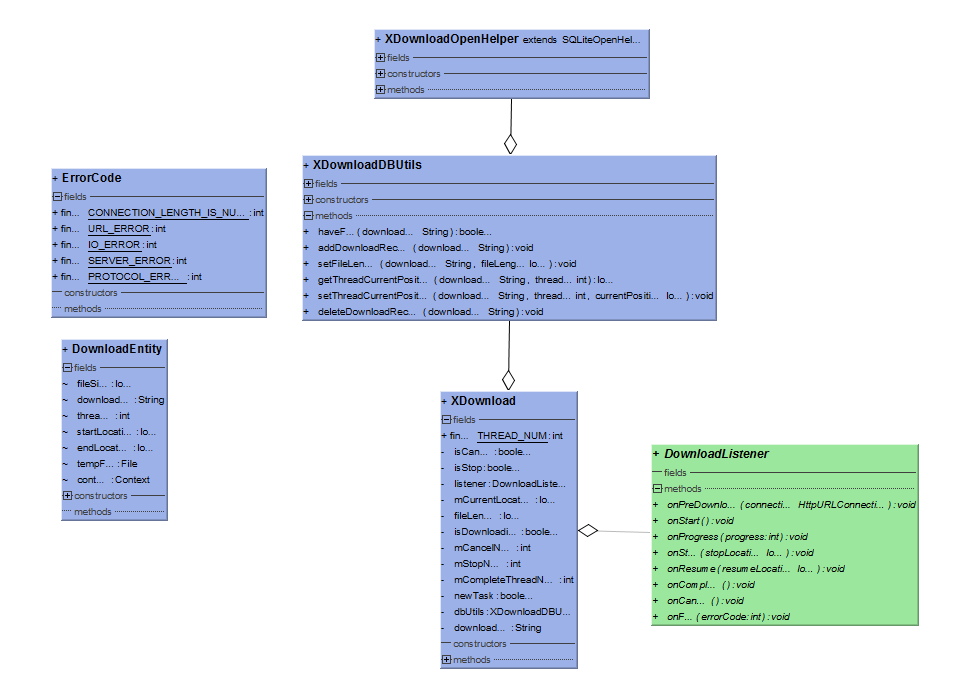 + XDownloadOpenHelper extends SQLiteOpenHel...
fields
constructors
methods
+ XDownloadDBUtils
fields
constructors
methods
+ haveF... (download... String):boole...
+ addDownloadRec... (download... String):void
+ setFileLen... (download... String, fileLeng... lo...):void
+ getThreadCurrentPosit... (download... String, thread... int):lo...
+ setThreadCurrentPosit... (download... String, thread... int, currentPositi... lo...):void
+ deleteDownloadRec... (download... String):void
+ ErrorCode
fields
+ fin... CONNECTION_LENGTH_IS_NU...:int
+ fin... URL_ERROR:int
+ fin... IO_ERROR:int
+ fin... SERVER_ERROR:int
+ fin... PROTOCOL_ERR...:int
constructors
methods
+ DownloadEntity
fields
~ fileSi... :lo...
~ download... :String
~ threa... :int
~ startLocati... :lo...
~ endLocat... :lo...
~ tempF... :File
~ cont... :Context
constructors
methods
+ XDownload
fields
+ fin... THREAD_NUM:int
- isCan... :boole...
- isStop:boole...
- listener:DownloadListe...
- mCurrentLocat... :lo...
- fileLen... :lo...
- isDownloadi... :boole...
- mCancelN... :int
- mStopN... :int
- mCompleteThreadN... :int
- newTask:boole...
- dbUtils:XDownloadDBU...
- download... :String
constructors
methods
+ DownloadListener
fields
methods
+ onPreDownlo... (connecti... HttpURLConnecti...):void
+ onStart():void
+ onProgress(progress:int):void
+ onSt... (stopLocati... lo...):void
+ onResume(resumeLocati... lo...):void
+ onCompl... ():void
+ onCan... ():void
+ onF... (errorCode:int):void